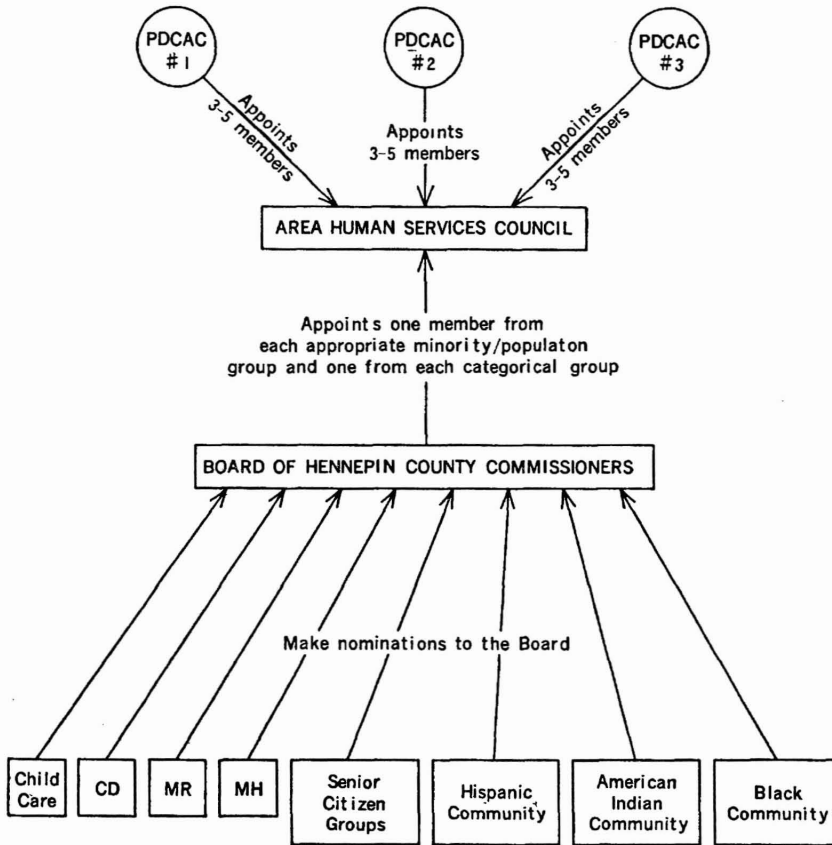 PDCAC
#1
PDCAC
#2
PDCAC
#3
Appoints
3-5 members
Appoints
3-5 members
Appoints
3-5 members
AREA HUMAN SERVICES COUNCIL
Appoints one member from
each appropriate minority/populaton
group and one from each categorical group
BOARD OF HENNEPIN COUNTY COMMISSIONERS
Make nominations to the Board
Child
Care
CD
MR
MH
Senior
Citizen
Groups
Hispanic
Community
American
Indian
Community
Black
Community